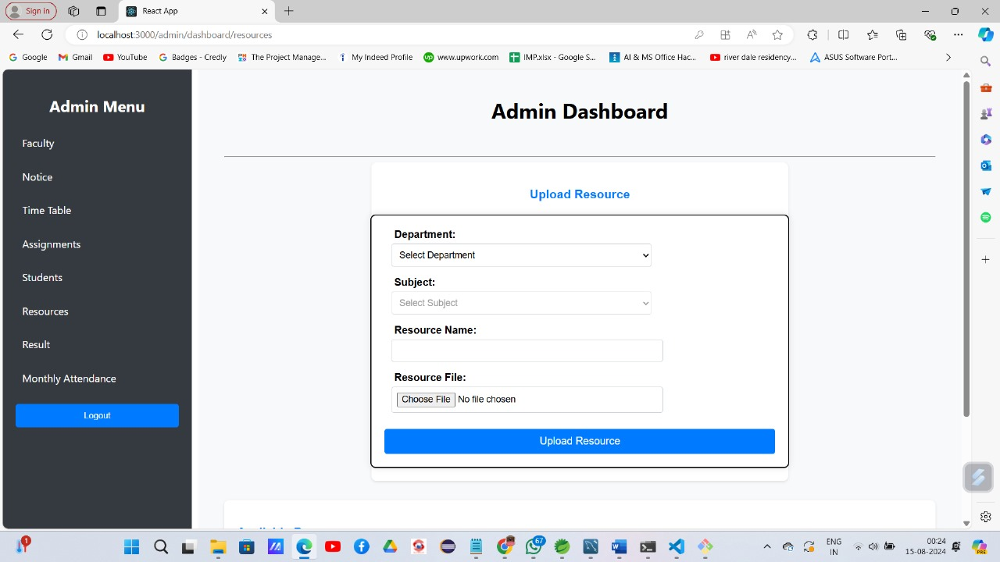 Sign in
React App
localhost:3000/admin/dashboard/resources
Google
Gmail
YouTube
Badges - Credly
The Project Manage...
My Indeed Profile
www.upwork.com
IMP.xlsx - Google S...
AI & MS Office Hac...
river dale residency...
ASUS Software Port...
Admin Menu
Faculty
Notice
Time Table
Assignments
Students
Resources
Result
Monthly Attendance
Logout
Admin Dashboard
Upload Resource
Department:
Select Department
Subject:
Select Subject
Resource Name:
Resource File:
Choose File No file chosen
Upload Resource
1
67
ENG
IN
00:24
15-08-2024